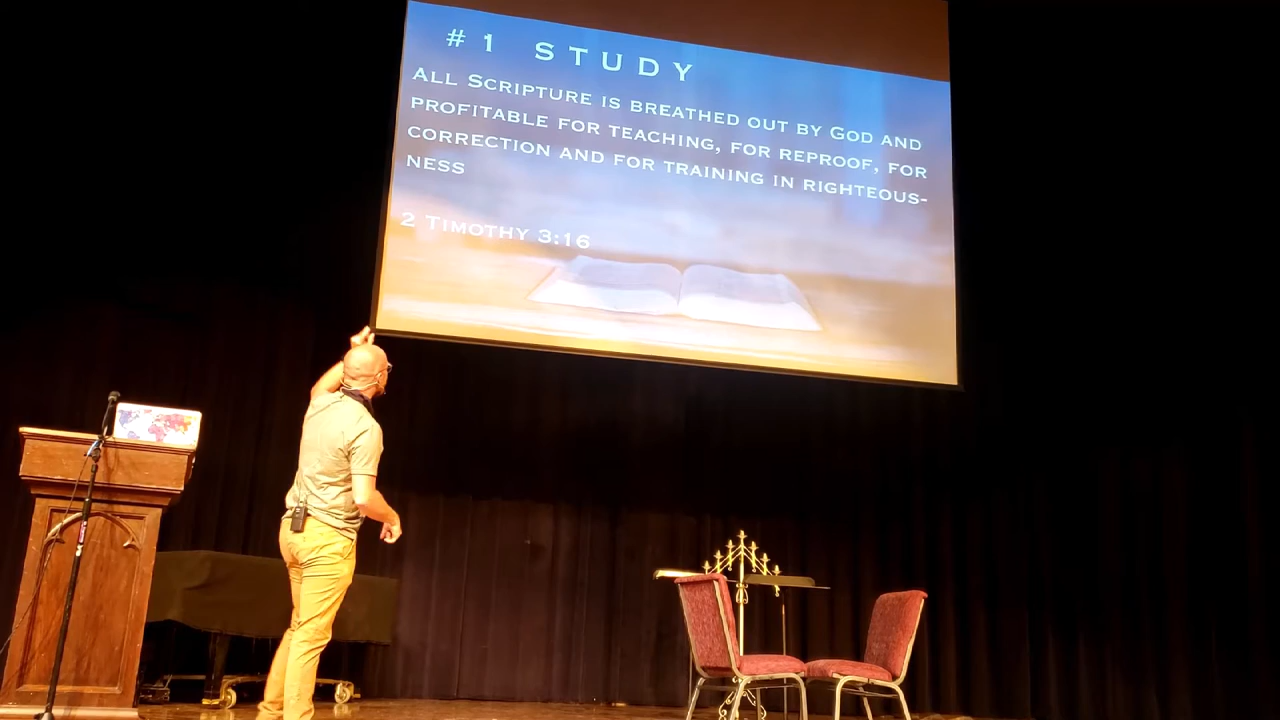 #1 STUDY
ALL SCRIPTURE IS BREATHED OUT BY GOD AND
PROFITABLE FOR TEACHING, FOR REPROOF, FOR
CORRECTION AND FOR TRAINING IN RIGHTEOUS-
NESS
2 TIMOTHY 3:16